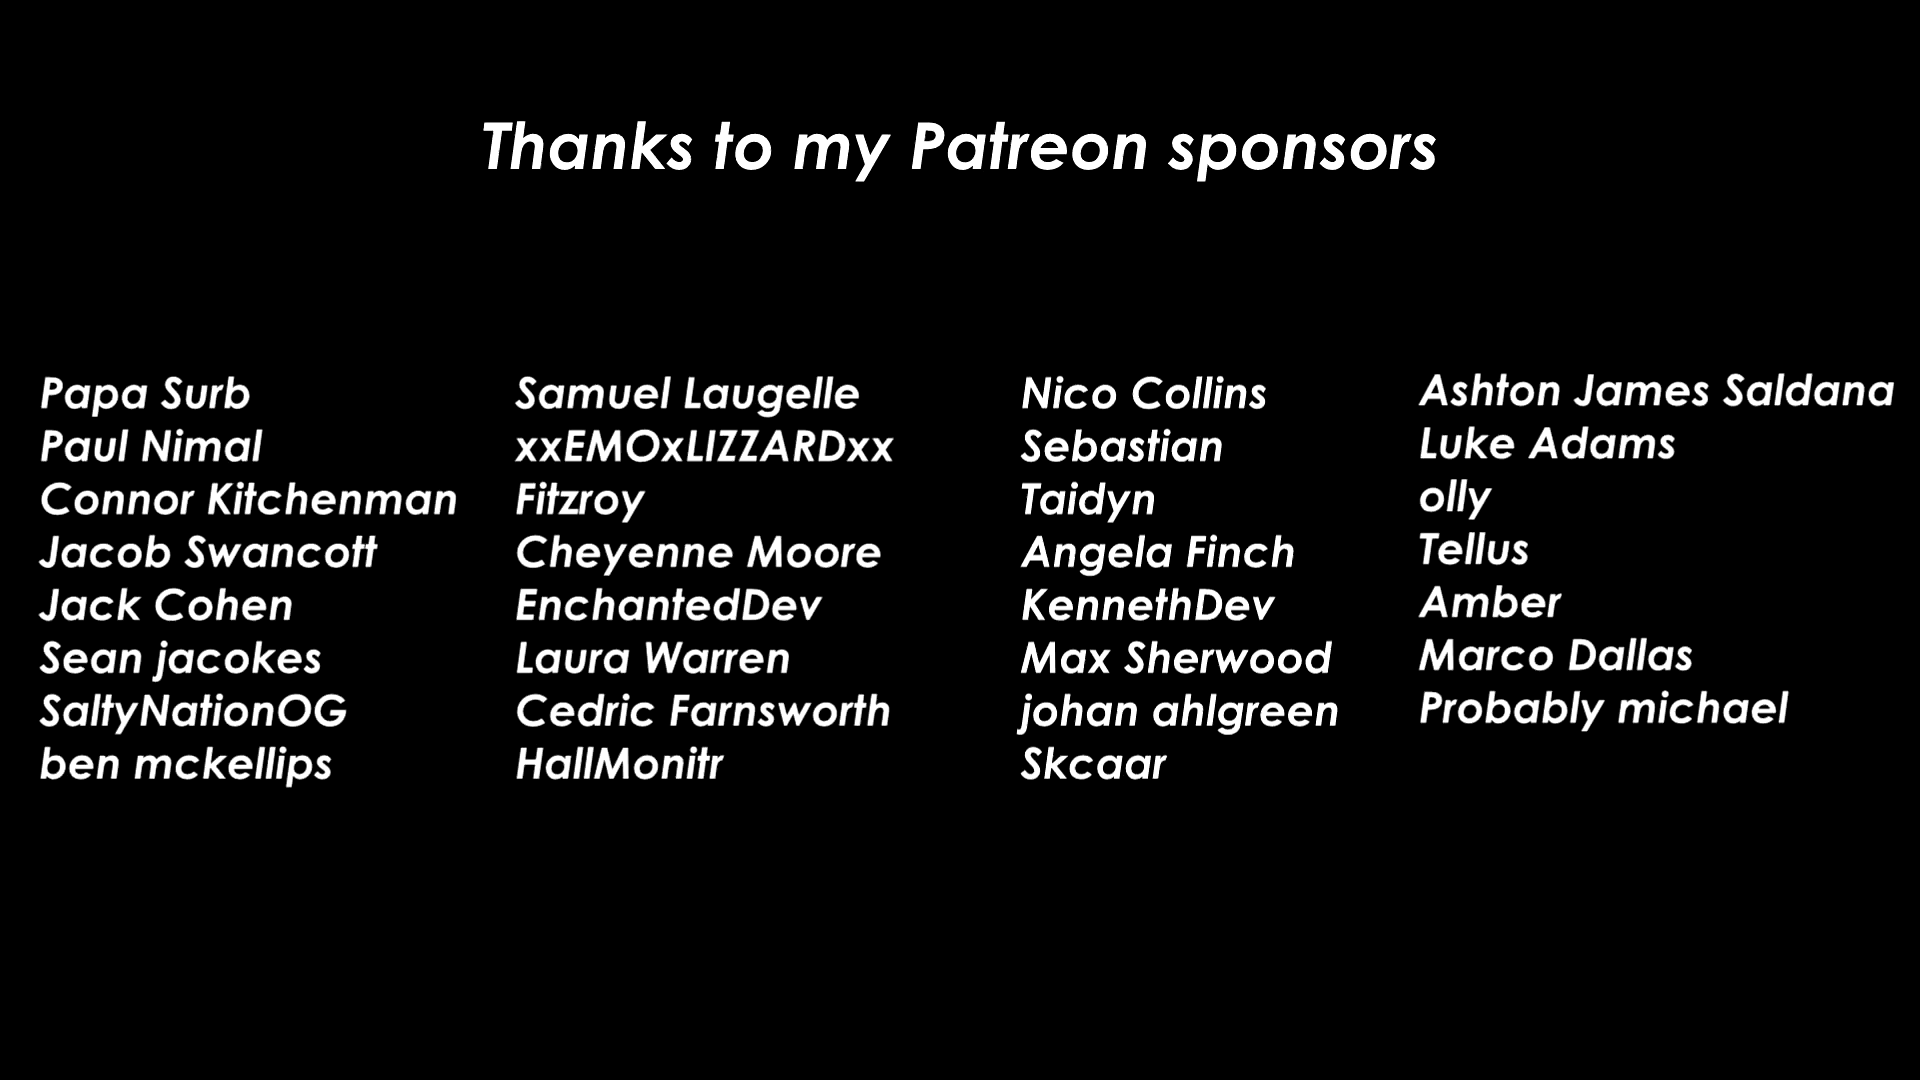 Thanks to my Patreon sponsors
Papa Surb
Paul Nimal
Connor Kitchenman
Jacob Swancott
Jack Cohen
Sean jacokes
SaltyNationOG
ben mckellips
Samuel Laugelle
xxEMOxLIZZARDxx
Fitzroy
Cheyenne Moore
EnchantedDev
Laura Warren
Cedric Farnsworth
HallMonitr
Nico Collins
Sebastian
Taidyn
Angela Finch
KennethDev
Max Sherwood
johan ahlgreen
Skcaar
Ashton James Saldana
Luke Adams
olly
Tellus
Amber
Marco Dallas
Probably michael